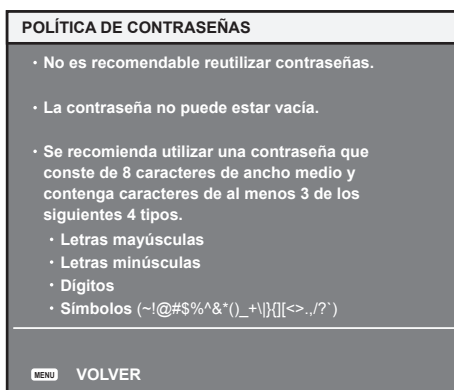 POLÍTICA DE CONTRASEÑAS
· No es recomendable reutilizar contraseñas.
· La contraseña no puede estar vacía.
· Se recomienda utilizar una contraseña que
conste de 8 caracteres de ancho medio y
contenga caracteres de al menos 3 de los
siguientes 4 tipos.
· Letras mayúsculas
· Letras minúsculas
· Dígitos
· Símbolos (~!@#$%^&*()_+\|}{][<>.,/?`)
MENU VOLVER